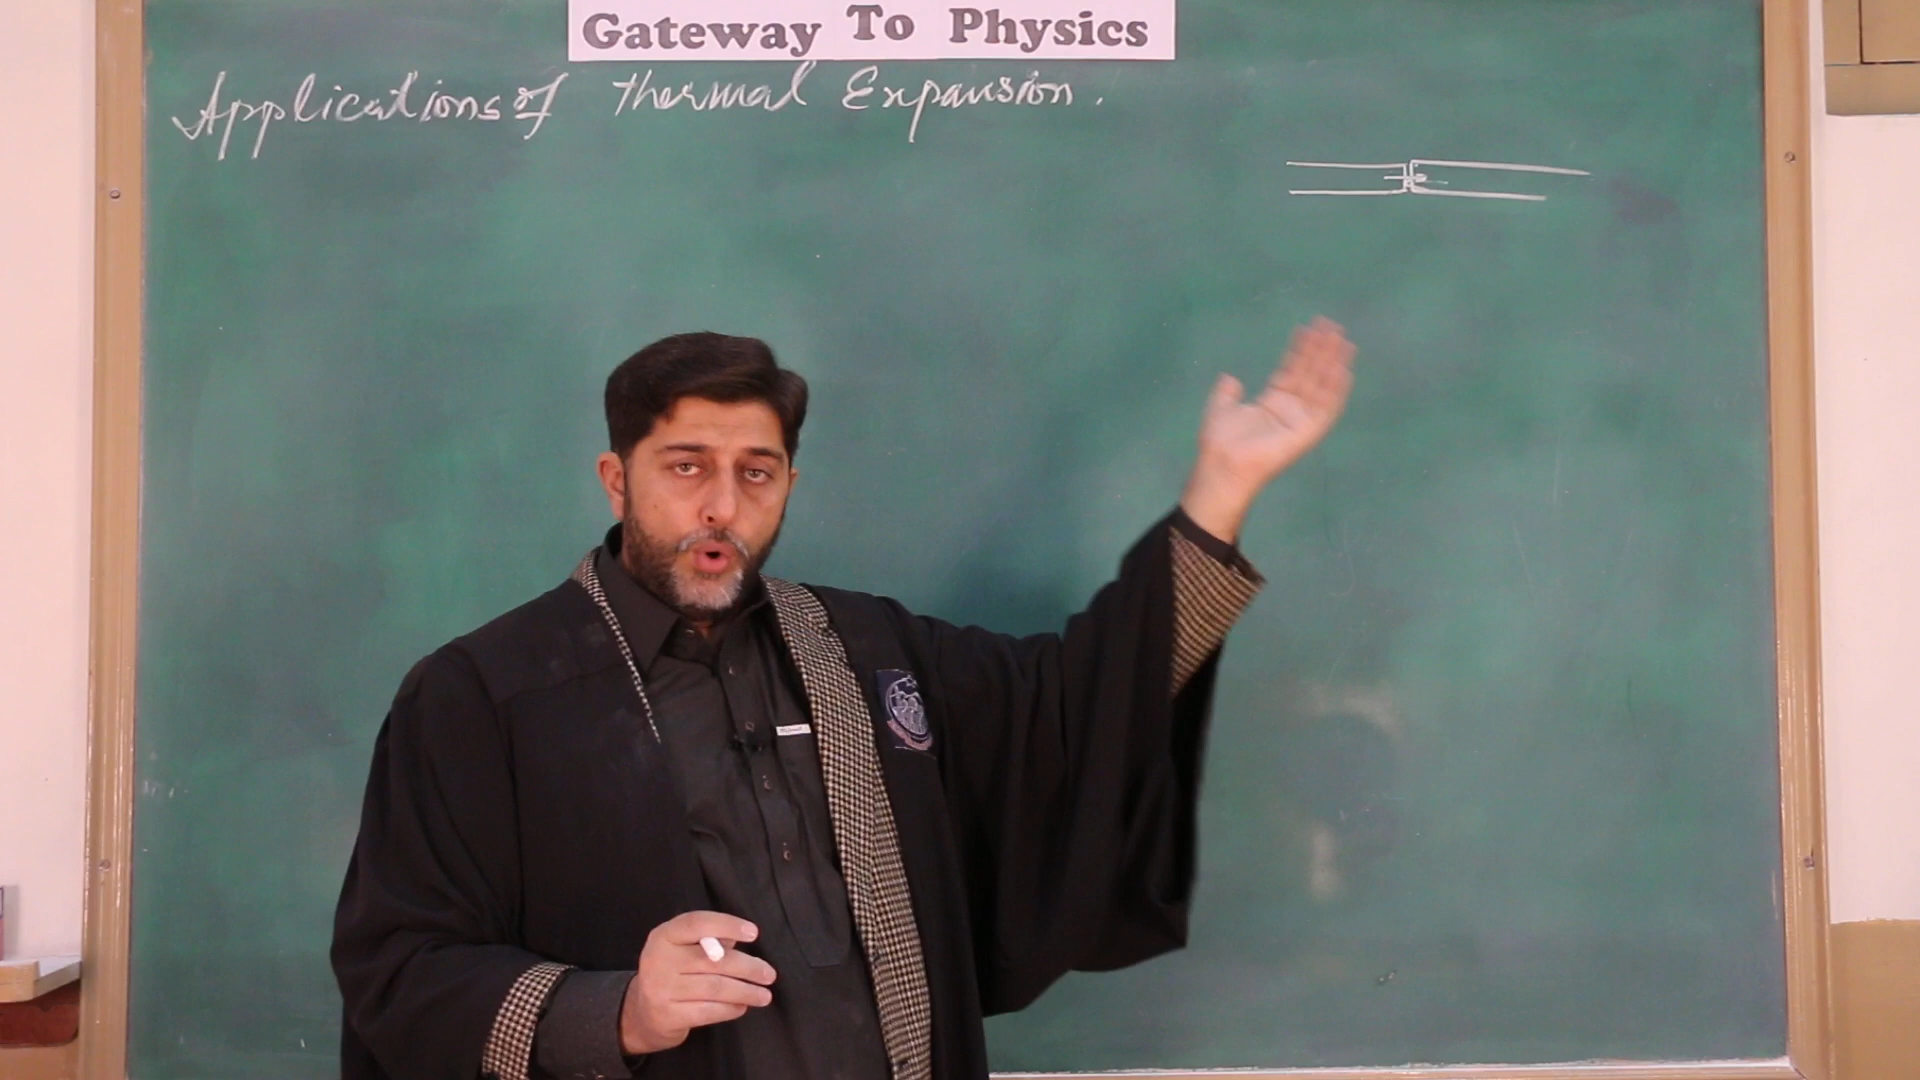 Gateway To Physics
Applications of thermal Expansion.